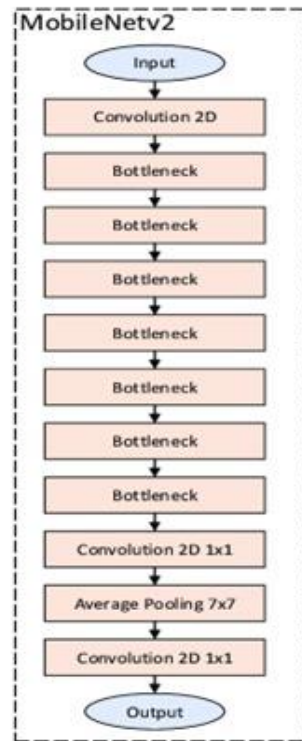 MobileNetv2
Input
Convolution 2D
Bottleneck
Bottleneck
Bottleneck
Bottleneck
Bottleneck
Bottleneck
Bottleneck
Convolution 2D 1x1
Average Pooling 7x7
Convolution 2D 1x1
Output